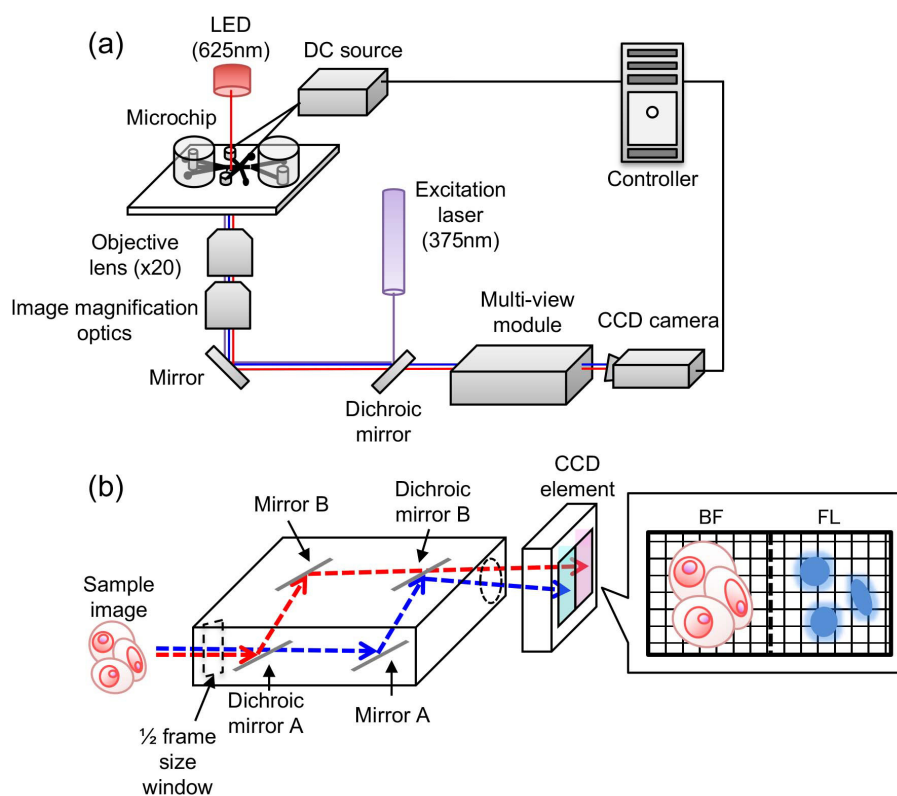 (a)
LED
(625nm)
DC source
Microchip
Controller
Excitation
laser
(375nm)
Objective
lens (x20)
Image magnification
optics
Multi-view
module
CCD camera
Mirror
Dichroic
mirror
(b)
CCD
element
Dichroic
mirror B
Mirror B
BF
FL
Sample
image
Dichroic
mirror A
Mirror A
½ frame
size
window